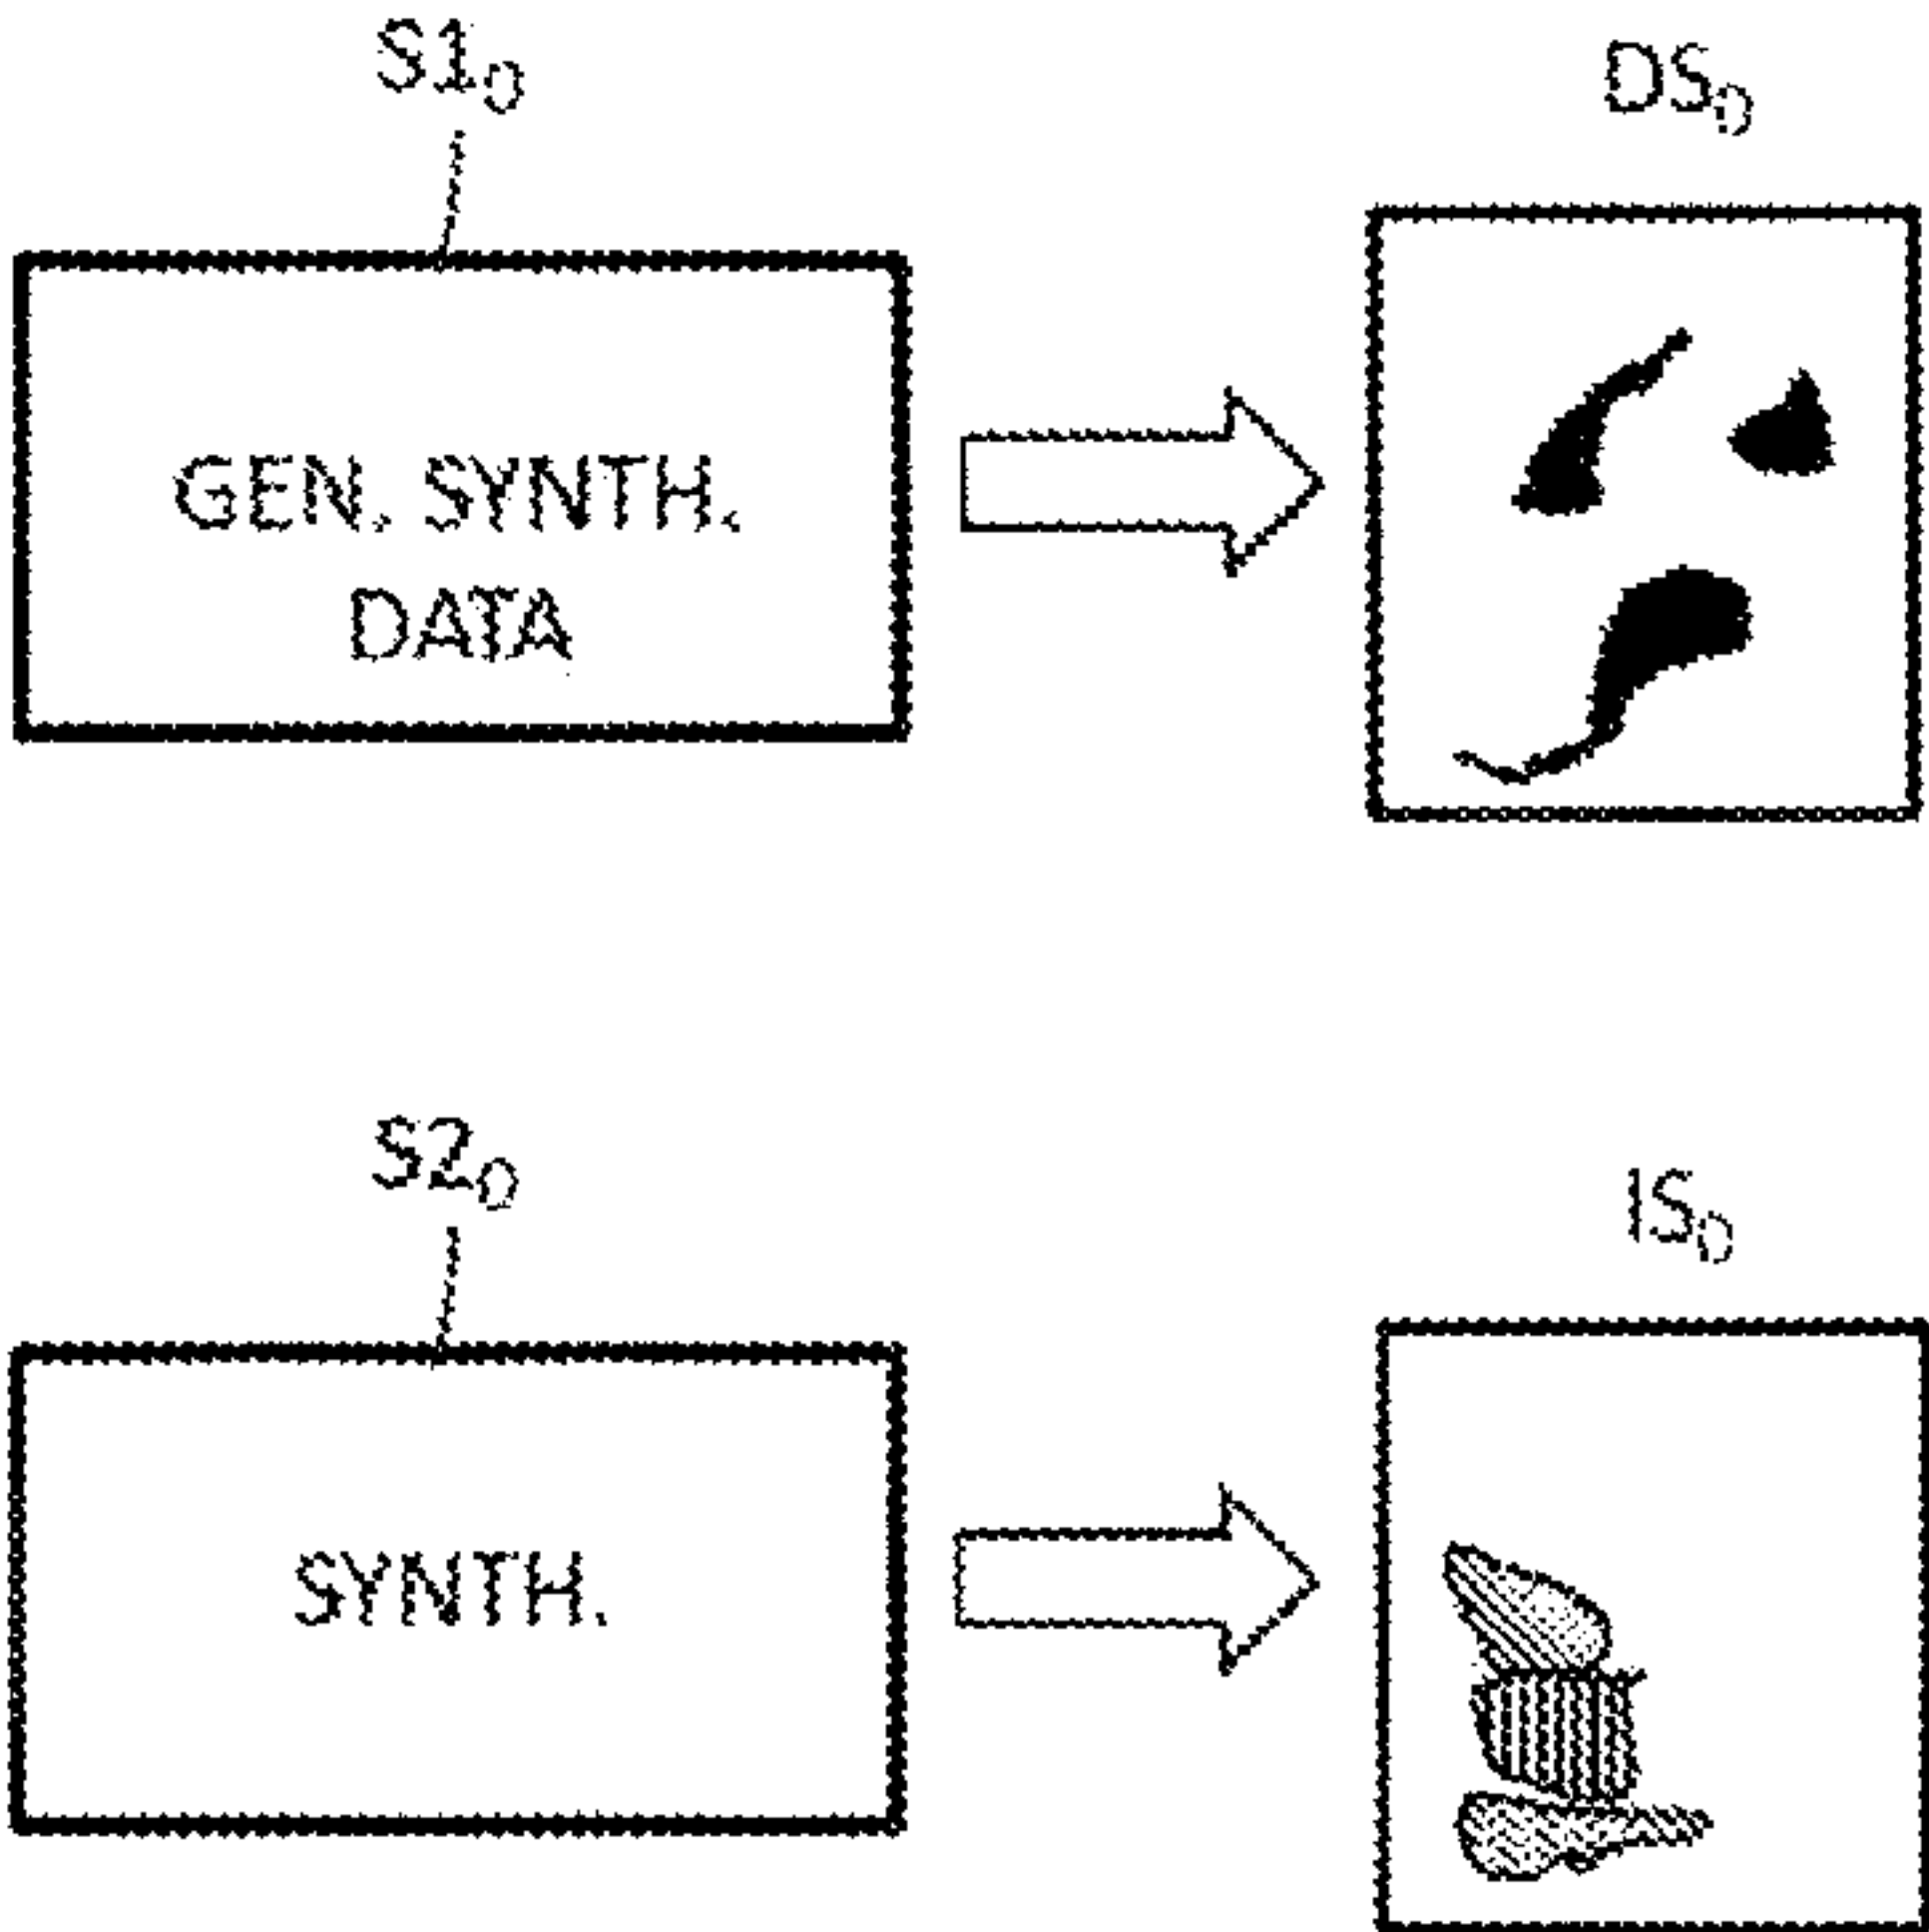 S1₀
DS₀
GEN. SYNTH.
DATA
S2₀
IS₀
SYNTH.